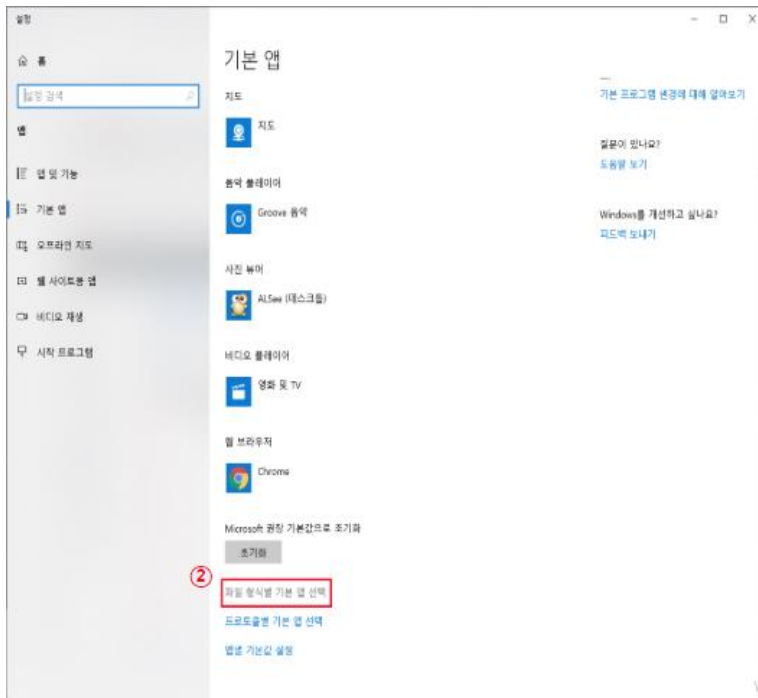 설정
홈
설정 검색
앱
앱 및 기능
기본 앱
오프라인 지도
웹 사이트용 앱
비디오 재생
시작 프로그램
기본 앱
지도
지도
음악 플레이어
Groove 음악
사진 뷰어
ALSee (데스크톱)
비디오 플레이어
영화 및 TV
웹 브라우저
Chrome
Microsoft 권장 기본값으로 초기화
초기화
②
파일 형식별 기본 앱 선택
프로토콜별 기본 앱 선택
앱별 기본값 설정
기본 프로그램 변경에 대해 알아보기
질문이 있나요?
도움말 보기
Windows를 개선하고 싶나요?
피드백 보내기